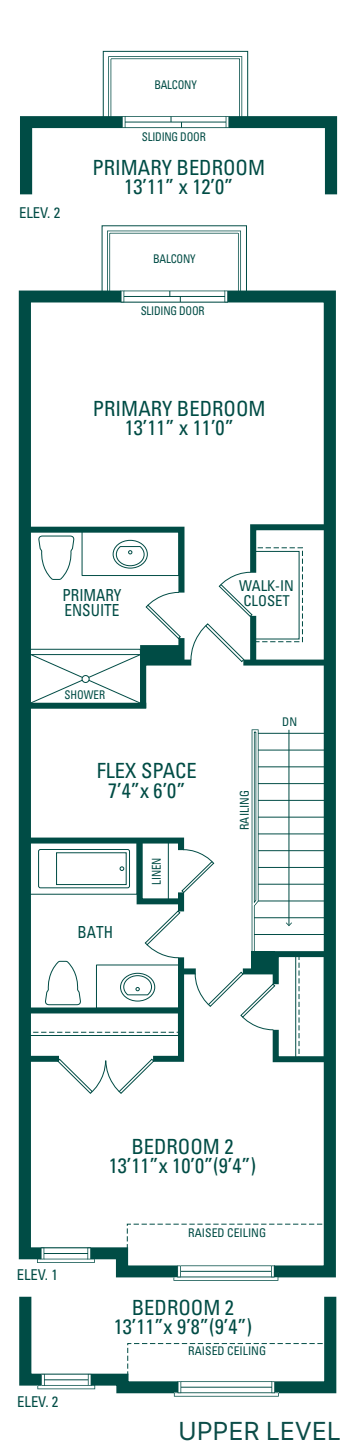 BALCONY
SLIDING DOOR
PRIMARY BEDROOM
13'11" x 12'0"
ELEV. 2
BALCONY
SLIDING DOOR
PRIMARY BEDROOM
13'11" x 11'0"
PRIMARY
ENSUITE
WALK-IN
CLOSET
SHOWER
DN
FLEX SPACE
7'4" x 6'0"
RAILING
LINEN
BATH
BEDROOM 2
13'11" x 10'0" (9'4")
RAISED CEILING
ELEV. 1
BEDROOM 2
13'11" x 9'8" (9'4")
RAISED CEILING
ELEV. 2
UPPER LEVEL